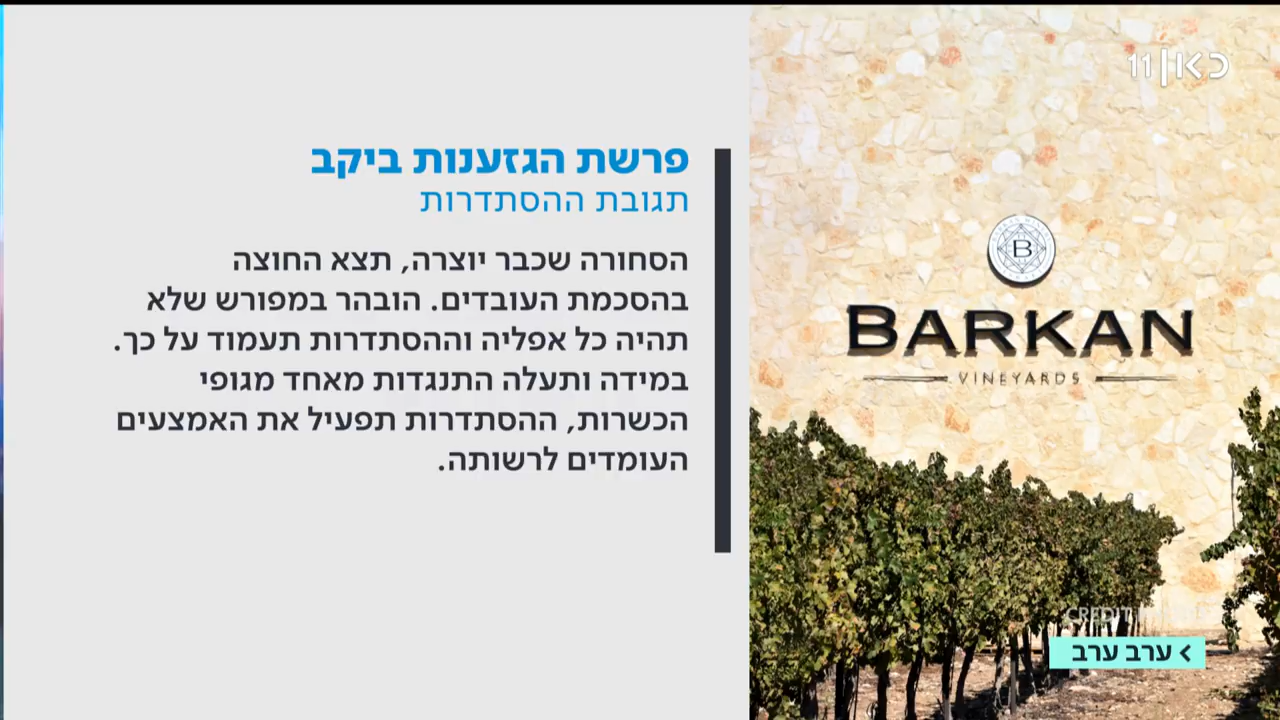 כאן 11
פרשת הגזענות ביקב
תגובת ההסתדרות
הסחורה שכבר יוצרה, תצא החוצה
בהסכמת העובדים. הובהר במפורש שלא
תהיה כל אפליה וההסתדרות תעמוד על כך.
במידה ותעלה התנגדות מאחד מגופי
הכשרות, ההסתדרות תפעיל את האמצעים
העומדים לרשותה.
B
BARKAN
VINEYARDS
CREDIT
ערב ערב